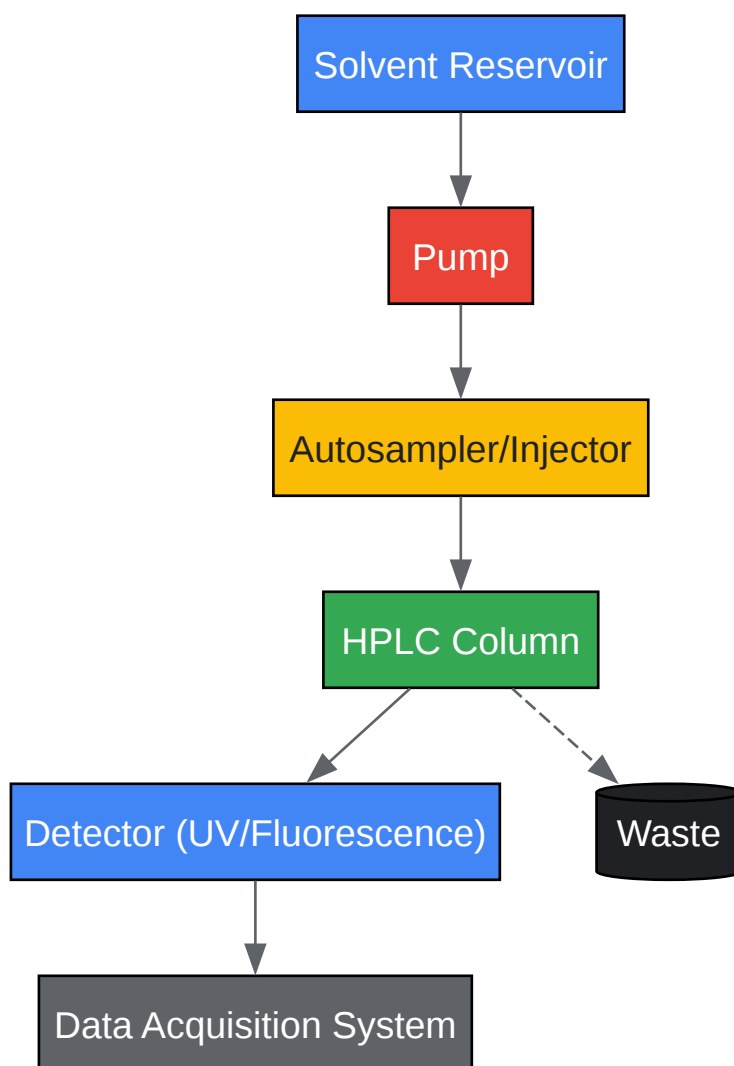 Solvent Reservoir
Pump
Autosampler/Injector
HPLC Column
Detector (UV/Fluorescence)
Waste
Data Acquisition System